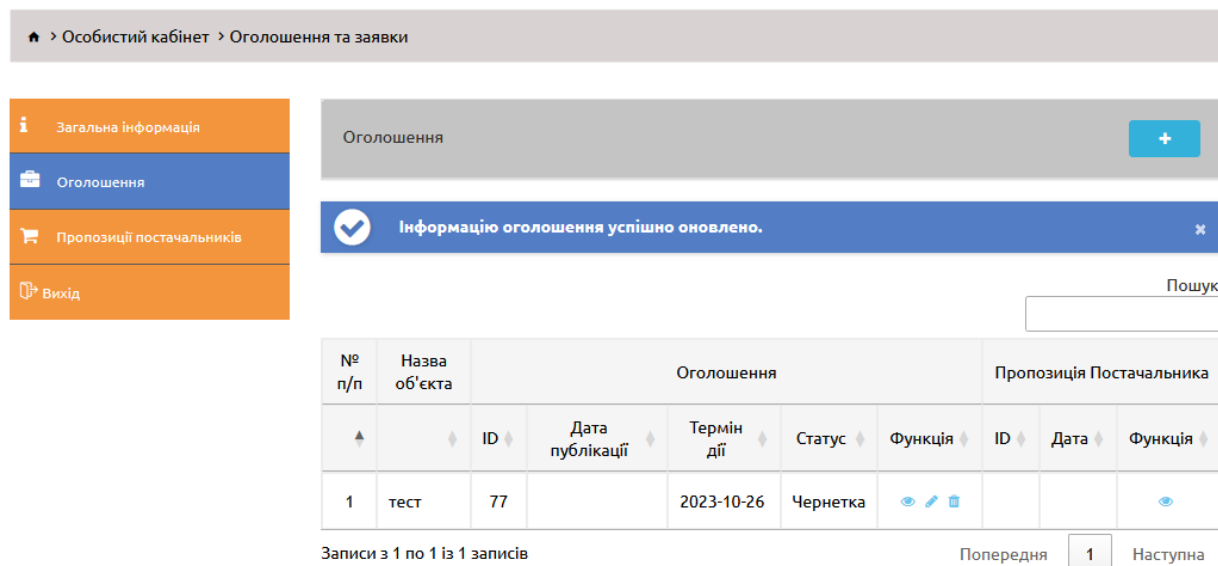 > Особистий кабінет > Оголошення та заявки
Загальна інформація
Оголошення
Пропозиції постачальників
Вихід
Оголошення
+
Інформацію оголошення успішно оновлено.
Пошук
№ п/п Назва об'єкта Оголошення Пропозиція Постачальника
ID Дата публікації Термін дії Статус Функція ID Дата Функція
1 тест 77 2023-10-26 Чернетка
Записи з 1 по 1 із 1 записів
Попередня 1 Наступна